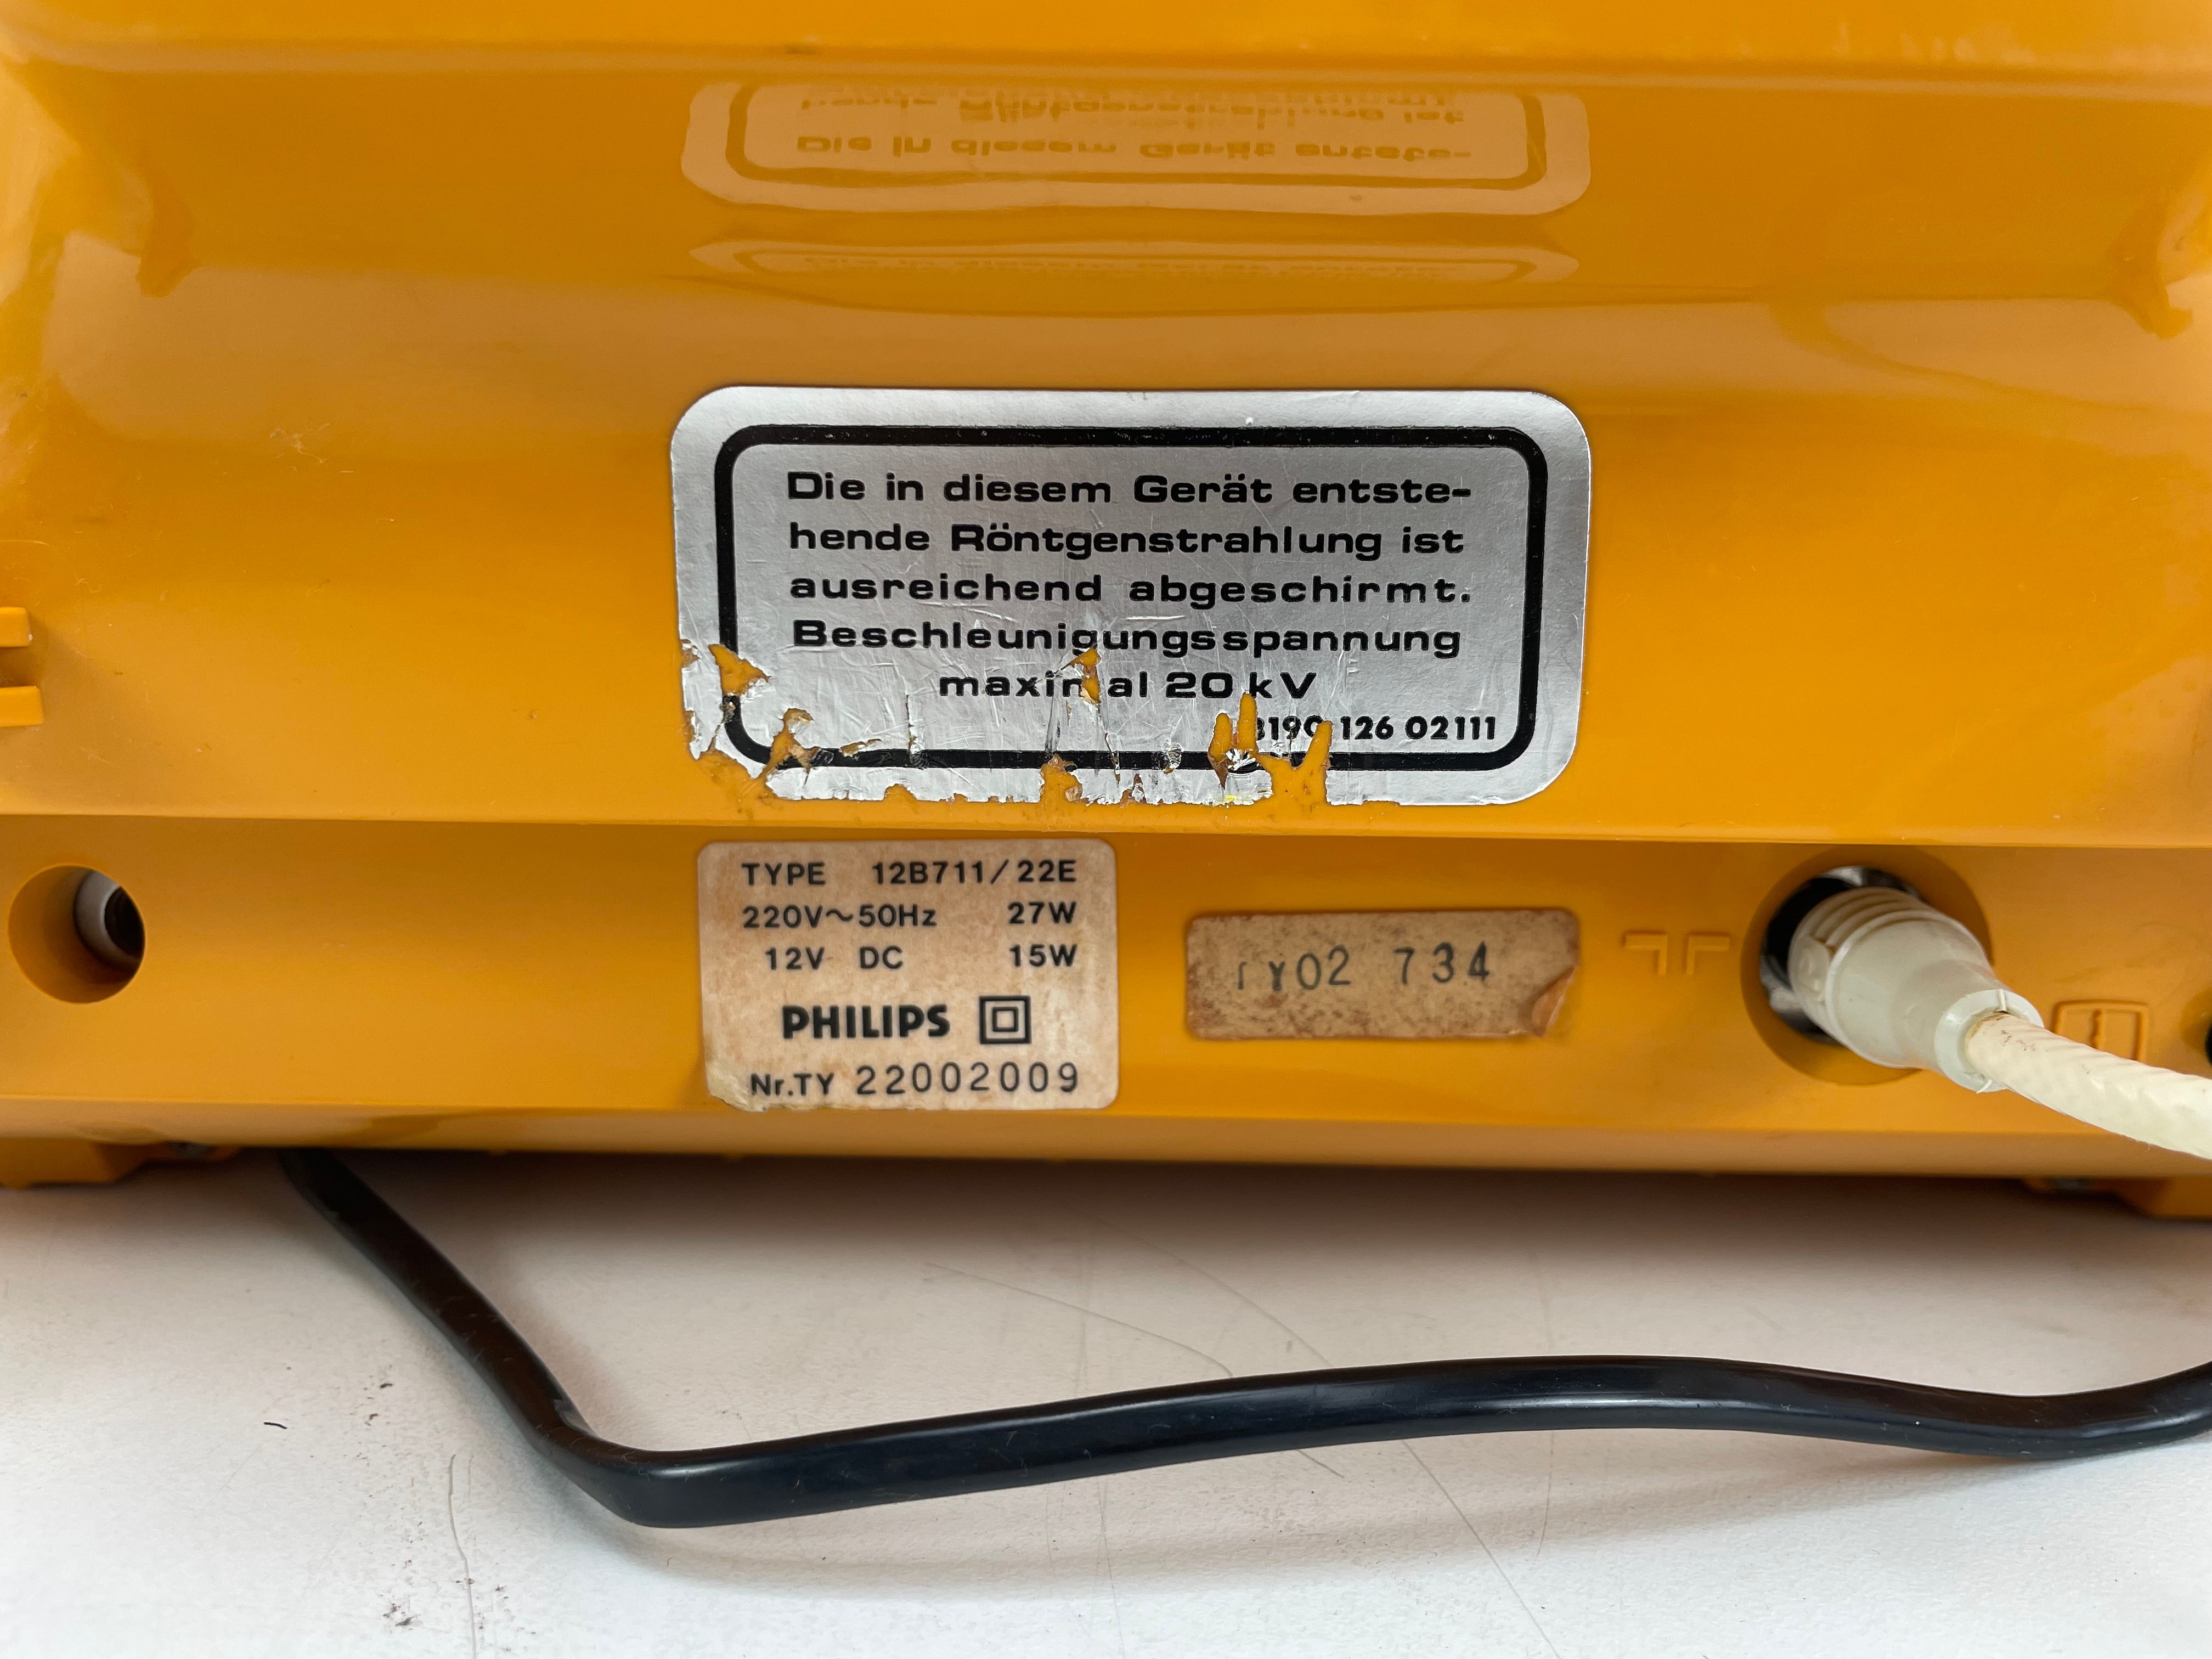 Die in diesem Gerät entste-
hende Röntgenstrahlung ist
ausreichend abgeschirmt.
Beschleunigungsspannung
maximal 20 kV
126 02111
TYPE 12B711/22E
220V~50Hz 27W
12V DC 15W
PHILIPS
Nr.TY 22002009
TY02 734